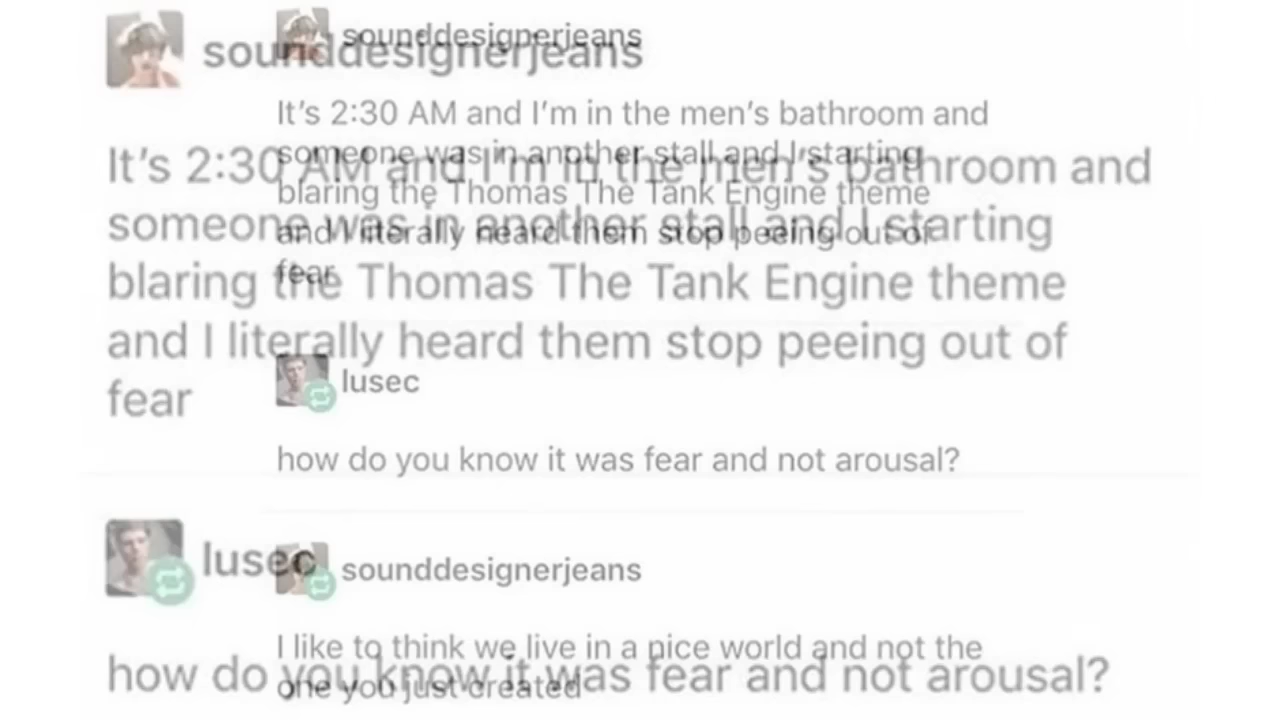 sounddesignerjeans
It's 2:30 AM and I'm in the men's bathroom and
someone was in another stall and I starting
blaring the Thomas The Tank Engine theme
and I literally heard them stop peeing out of
fear
lusec
how do you know it was fear and not arousal?
sounddesignerjeans
It's 2:30 AM and I'm in the men's bathroom and
someone was in another stall and I starting
blaring the Thomas The Tank Engine theme
and I literally heard them stop peeing out of
fear
lusec
how do you know it was fear and not arousal?
sounddesignerjeans
I like to think we live in a nice world and not the
one you just created